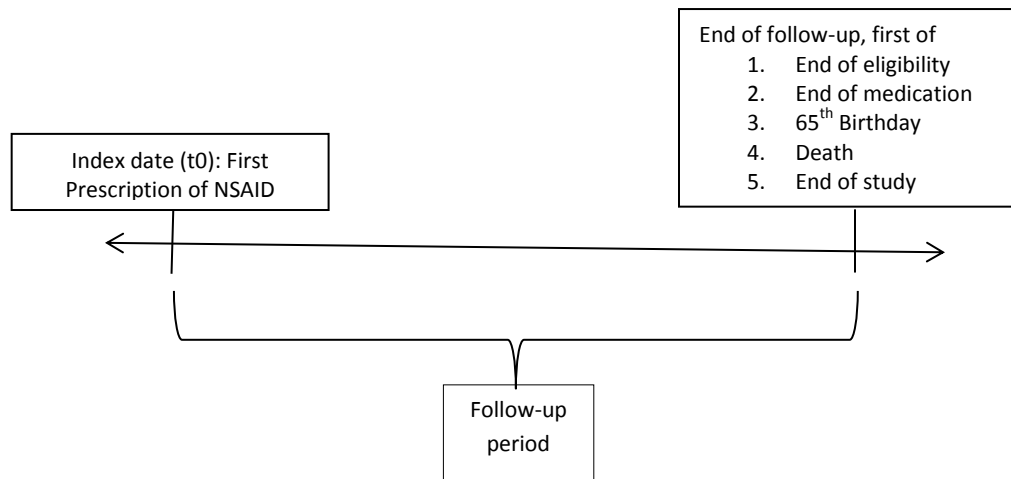 End of follow-up, first of
1. End of eligibility
2. End of medication
3. 65th Birthday
4. Death
5. End of study
Index date (t0): First
Prescription of NSAID
Follow-up
period